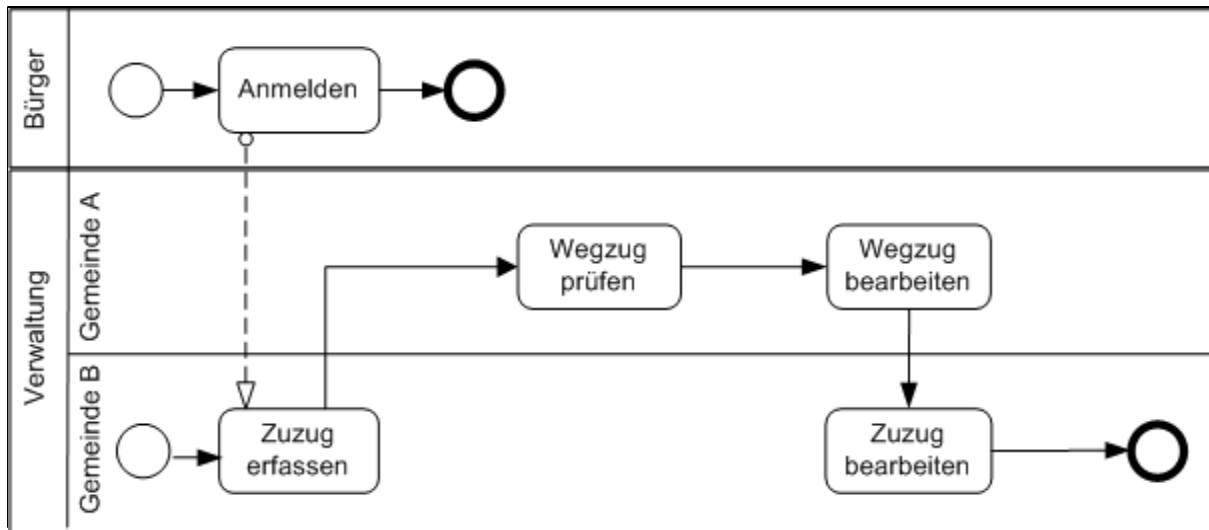 Bürger
Anmelden
Verwaltung
Gemeinde A
Wegzug
prüfen
Wegzug
bearbeiten
Gemeinde B
Zuzug
erfassen
Zuzug
bearbeiten